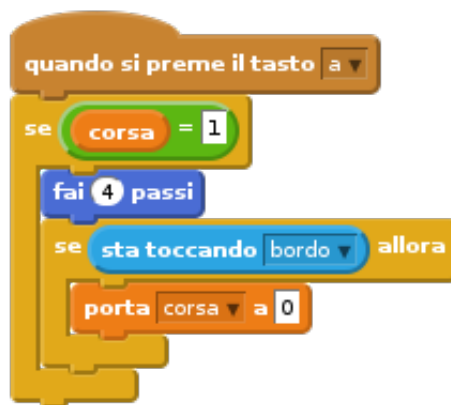 quando si preme il tasto a
se corsa = 1
fai 4 passi
se sta toccando bordo allora
porta corsa a 0